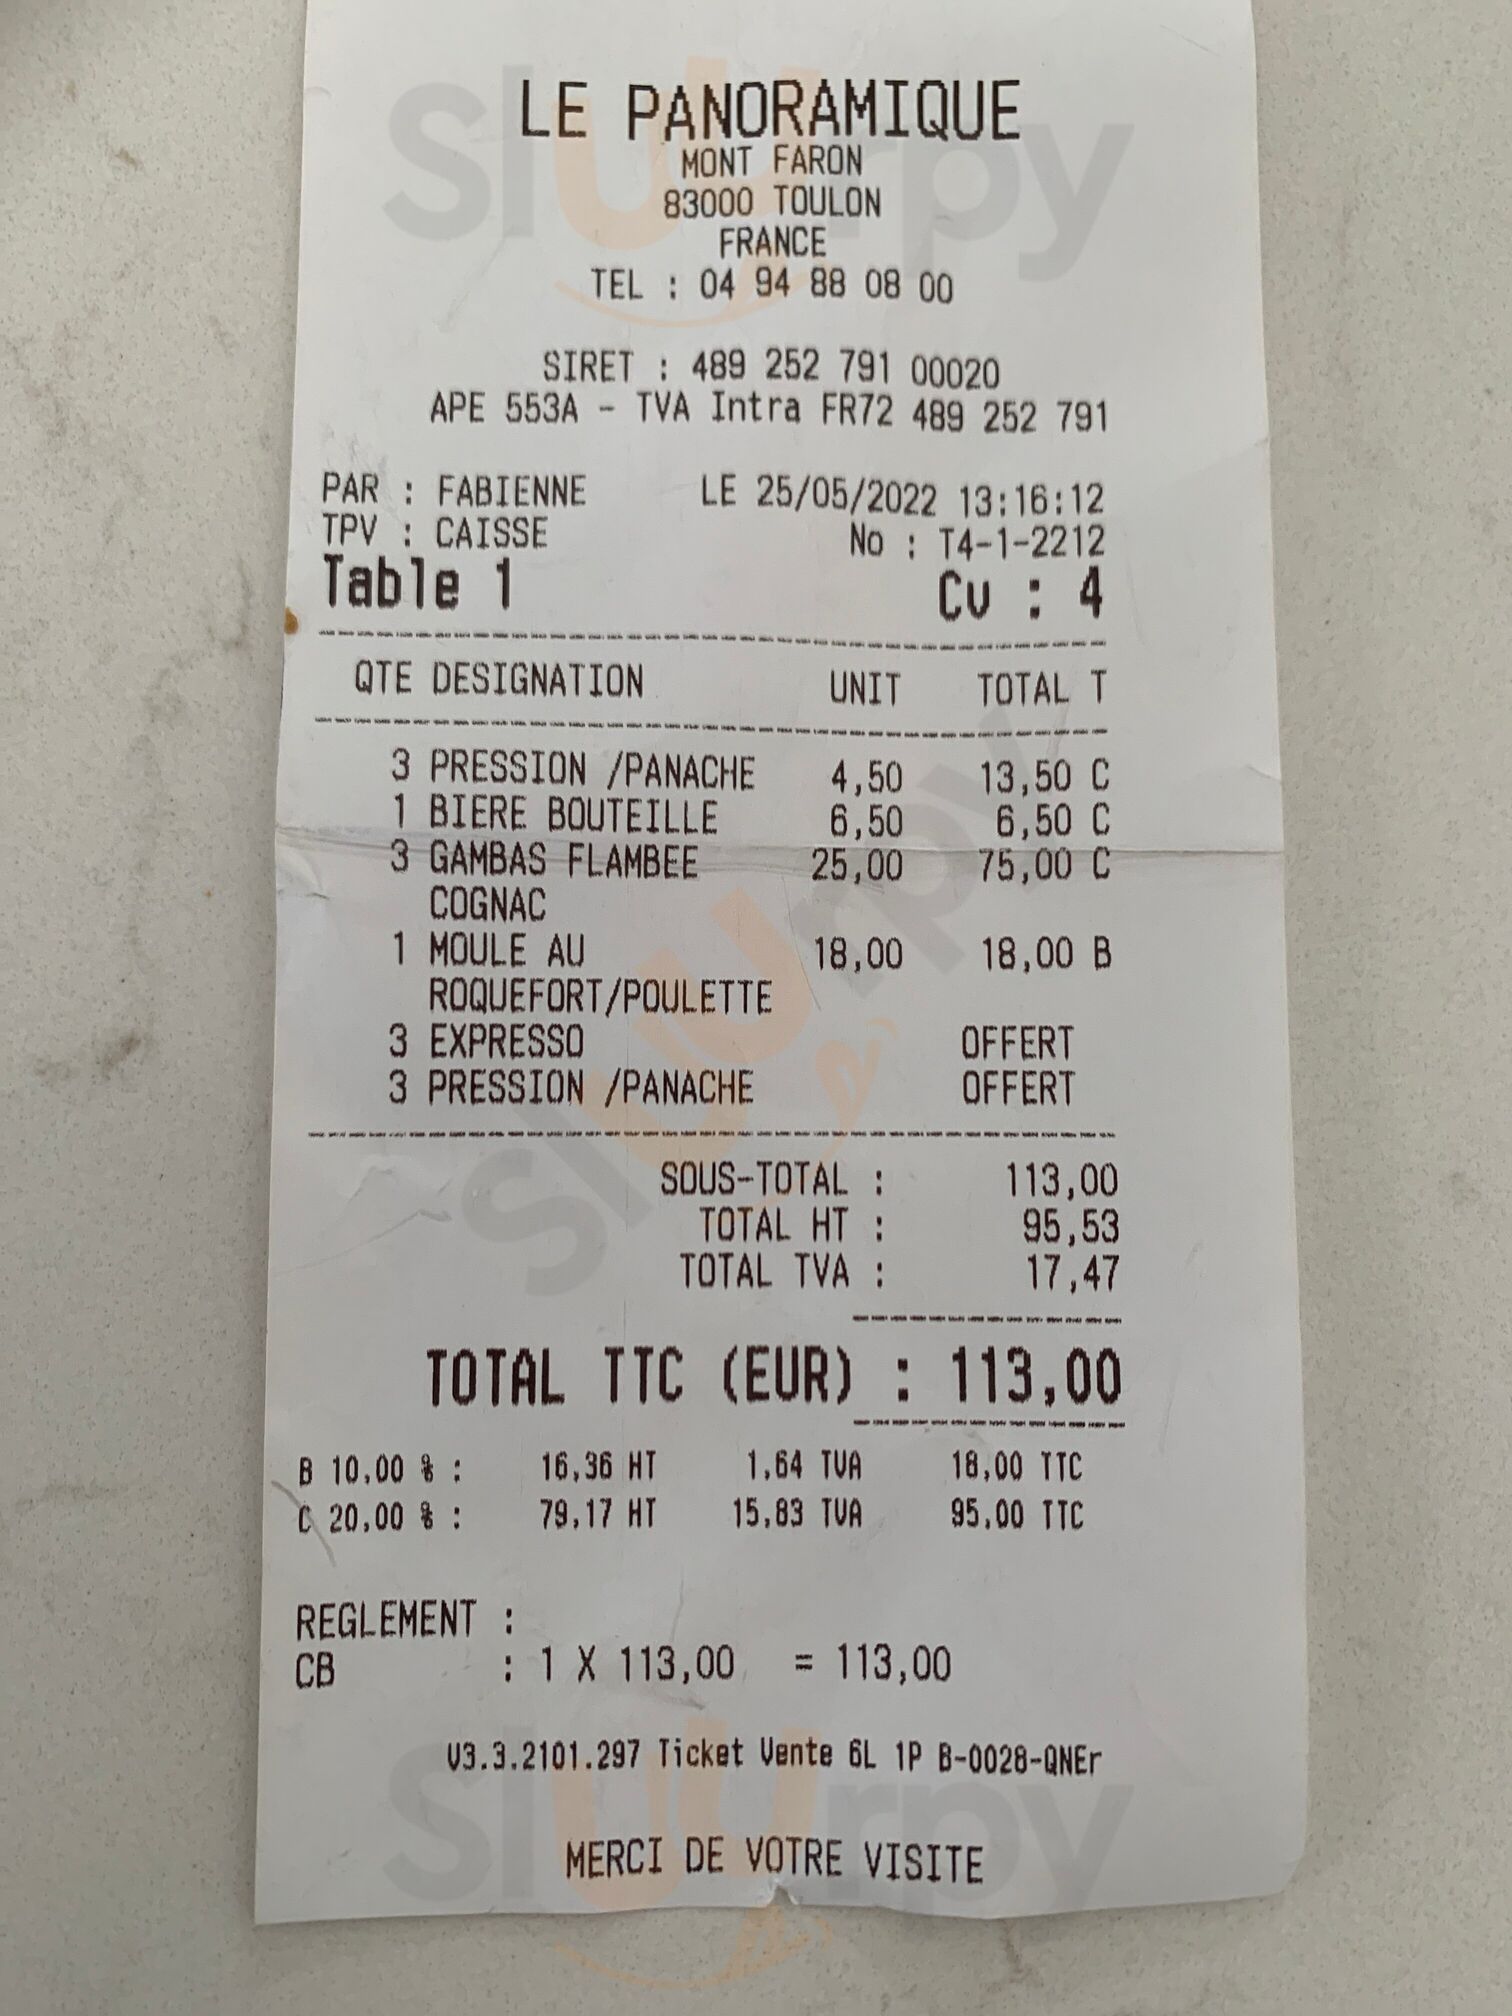 LE PANORAMIQUE
MONT FARON
83000 TOULON
FRANCE
TEL : 04 94 88 08 00
SIRET : 489 252 791 00020
APE 553A - TVA Intra FR72 489 252 791
PAR : FABIENNE LE 25/05/2022 13:16:12
TPV : CAISSE No : T4-1-2212
Table 1 Cu : 4
QTE DESIGNATION UNIT TOTAL T
3 PRESSION /PANACHE 4,50 13,50 C
1 BIERE BOUTEILLE 6,50 6,50 C
3 GAMBAS FLAMBEE 25,00 75,00 C
COGNAC
1 MOULE AU 18,00 18,00 B
ROQUEFORT/POULETTE
3 EXPRESSO OFFERT
3 PRESSION /PANACHE OFFERT
SOUS-TOTAL : 113,00
TOTAL HT : 95,53
TOTAL TVA : 17,47
TOTAL TTC (EUR) : 113,00
B 10,00 % : 16,36 HT 1,64 TVA 18,00 TTC
C 20,00 % : 79,17 HT 15,83 TVA 95,00 TTC
REGLEMENT :
CB : 1 X 113,00 = 113,00
V3.3.2101.297 Ticket Vente 6L 1P B-0028-QNEr
MERCI DE VOTRE VISITE
Slurpy
Slurpy
Slurpy